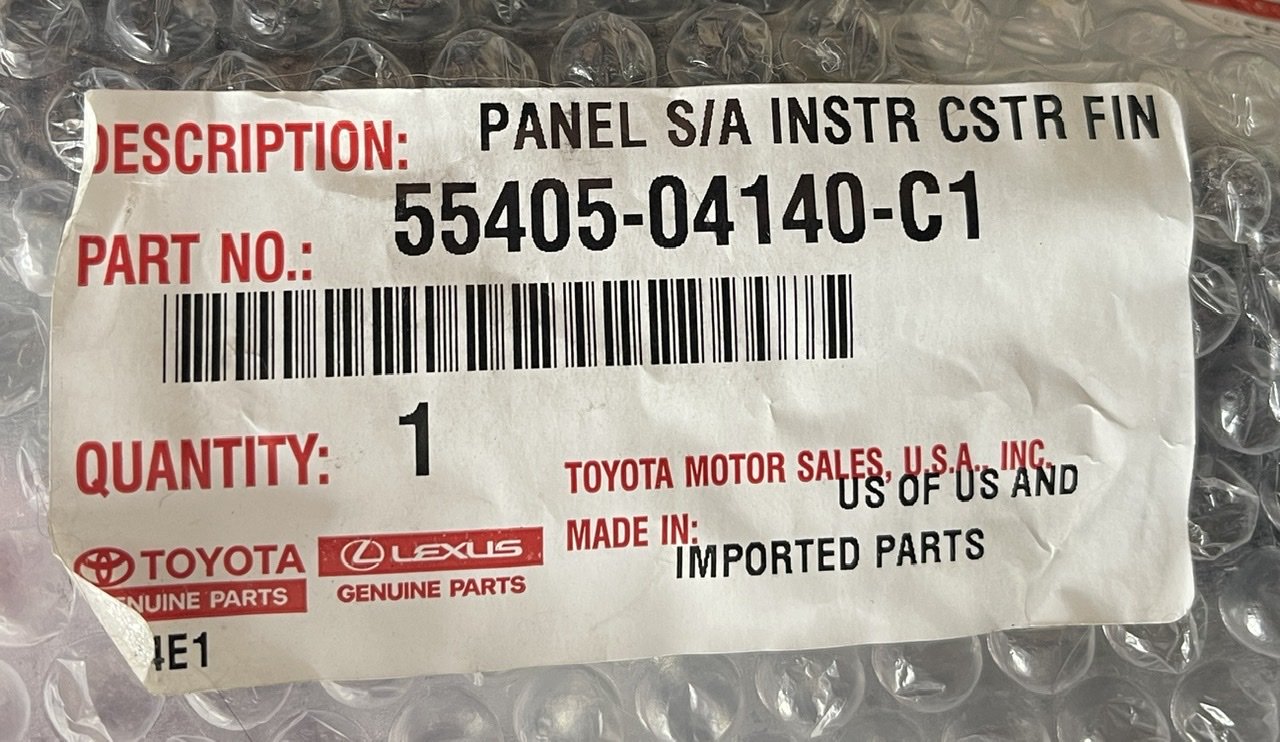 DESCRIPTION: PANEL S/A INSTR CSTR FIN
PART NO.: 55405-04140-C1
QUANTITY: 1
TOYOTA MOTOR SALES, U.S.A., INC.
MADE IN: US OF US AND
IMPORTED PARTS
TOYOTA
GENUINE PARTS
LEXUS
GENUINE PARTS
4E1